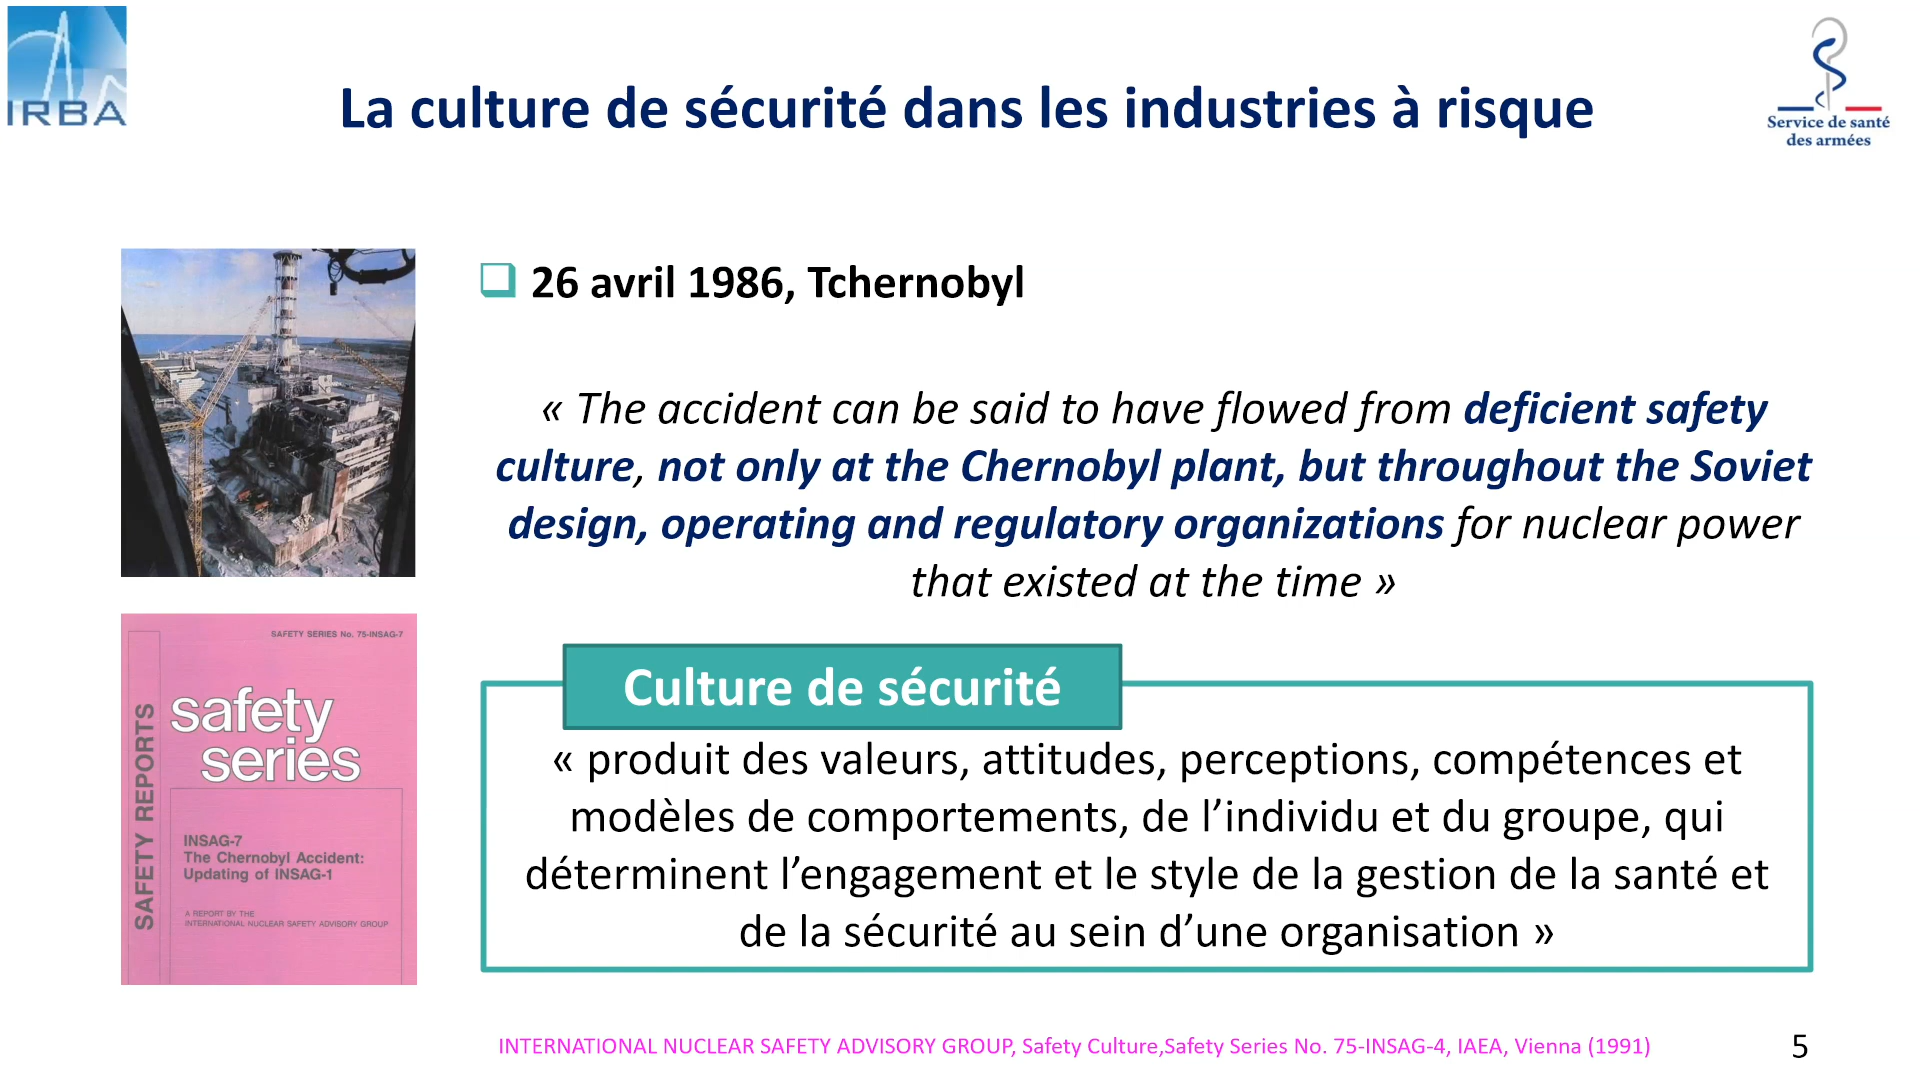 IRBA
La culture de sécurité dans les industries à risque
Service de santé
des armées
26 avril 1986, Tchernobyl
« The accident can be said to have flowed from deficient safety
culture, not only at the Chernobyl plant, but throughout the Soviet
design, operating and regulatory organizations for nuclear power
that existed at the time »
SAFETY SERIES No. 75-INSAG-7
safety
series
SAFETY REPORTS
INSAG-7
The Chernobyl Accident:
Updating of INSAG-1
A REPORT BY THE
INTERNATIONAL NUCLEAR SAFETY ADVISORY GROUP
Culture de sécurité
« produit des valeurs, attitudes, perceptions, compétences et
modèles de comportements, de l’individu et du groupe, qui
déterminent l’engagement et le style de la gestion de la santé et
de la sécurité au sein d’une organisation »
INTERNATIONAL NUCLEAR SAFETY ADVISORY GROUP, Safety Culture,Safety Series No. 75-INSAG-4, IAEA, Vienna (1991)
5